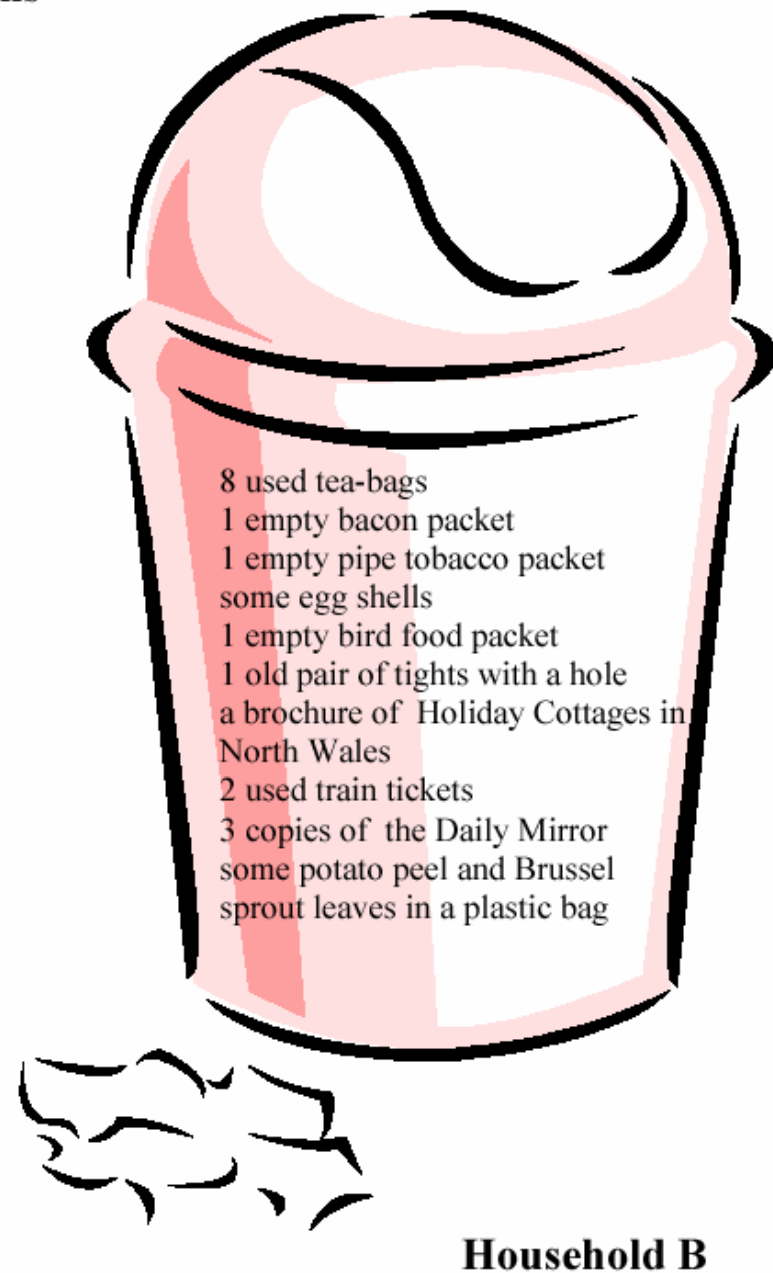 8 used tea-bags
1 empty bacon packet
1 empty pipe tobacco packet
some egg shells
1 empty bird food packet
1 old pair of tights with a hole
a brochure of Holiday Cottages in
North Wales
2 used train tickets
3 copies of the Daily Mirror
some potato peel and Brussel
sprout leaves in a plastic bag
Household B